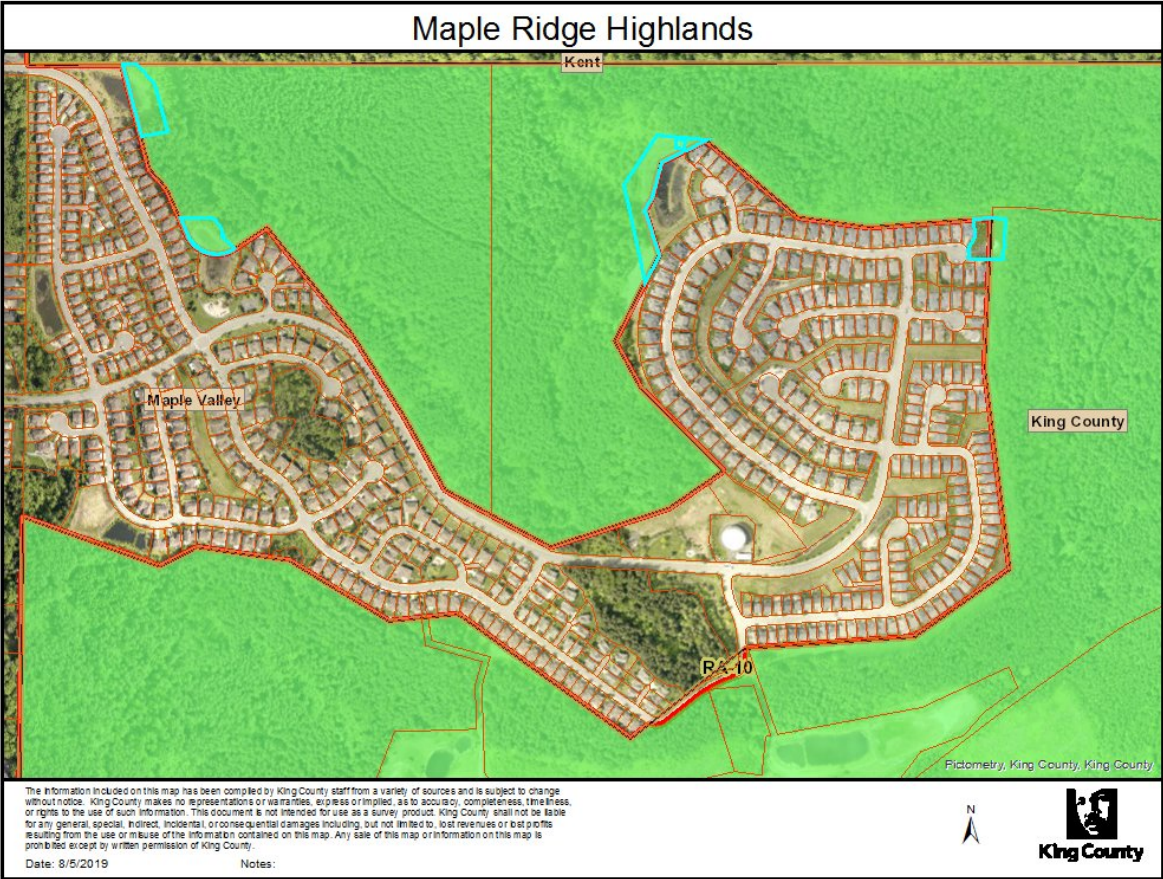 Maple Ridge Highlands
Kent
Maple Valley
King County
RA-10
Pictometry, King County, King County
The information included on this map has been compiled by King County staff from a variety of sources and is subject to change
without notice. King County makes no representations or warranties, express or implied, as to accuracy, completeness, timeliness,
or rights to the use of such information. This document is not intended for use as a survey product. King County shall not be liable
for any general, special, indirect, incidental, or consequential damages including, but not limited to, lost revenues or lost profits
resulting from the use or misuse of the information contained on this map. Any sale of this map or information on this map is
prohibited except by written permission of King County.
Date: 8/5/2019 Notes:
N
King County